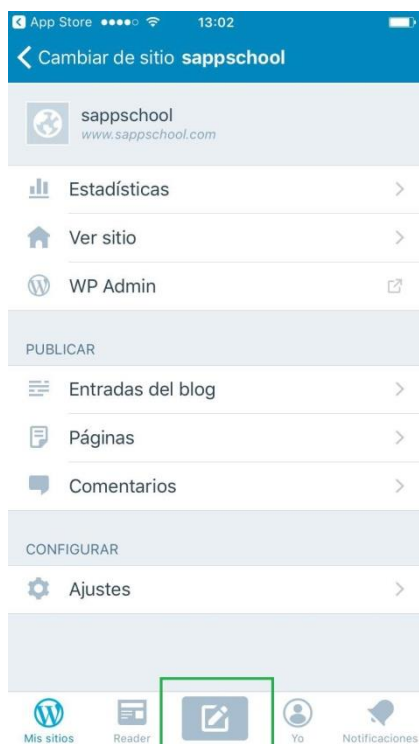 App Store 13:02
Cambiar de sitio sappschool
sappschool
www.sappschool.com
Estadísticas
Ver sitio
WP Admin
PUBLICAR
Entradas del blog
Páginas
Comentarios
CONFIGURAR
Ajustes
Mis sitios Reader Yo Notificaciones